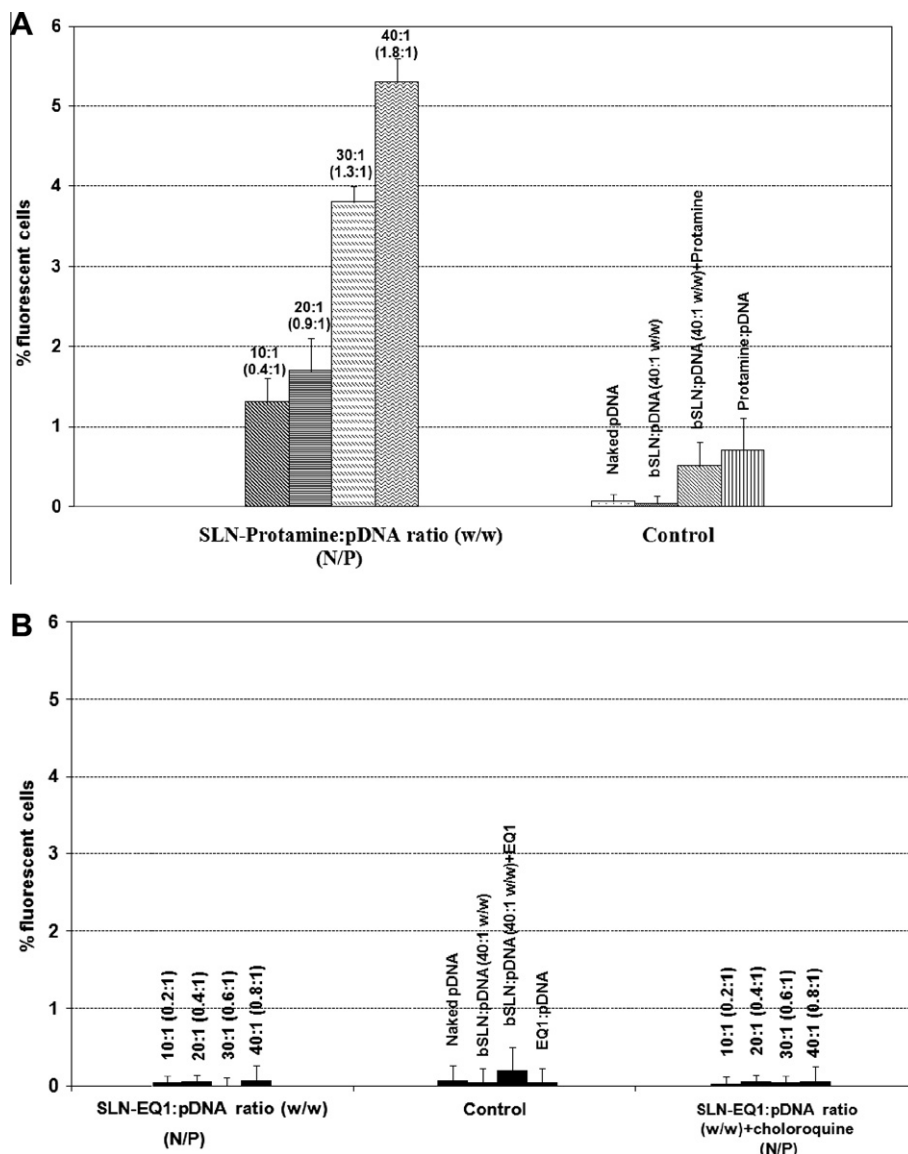 A
6
5
4
3
2
1
0
% fluorescent cells
10:1
(0.4:1)
20:1
(0.9:1)
30:1
(1.3:1)
40:1
(1.8:1)
Naked pDNA
bSLN:pDNA (40:1 w/w)
bSLN:pDNA (40:1 w/w)+Protamine
Protamine:pDNA
SLN-Protamine:pDNA ratio (w/w)
(N/P)
Control
B
6
5
4
3
2
1
0
% fluorescent cells
10:1 (0.2:1)
20:1 (0.4:1)
30:1 (0.6:1)
40:1 (0.8:1)
Naked pDNA
bSLN:pDNA (40:1 w/w)
bSLN:pDNA (40:1 w/w)+EQ1
EQ1:pDNA
10:1 (0.2:1)
20:1 (0.4:1)
30:1 (0.6:1)
40:1 (0.8:1)
SLN-EQ1:pDNA ratio (w/w)
(N/P)
Control
SLN-EQ1:pDNA ratio
(w/w)+choloroquine
(N/P)